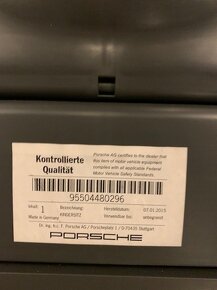 Kontrollierte
Qualität
Porsche AG certifies to the dealer that
this item of motor vehicle equipment
complies with all applicable Federal
Motor Vehicle Safety Standards.
95504480296
Inhalt: Bezeichnung: Herstelldatum: 07.01.2015
1 KINDERSITZ Verwendbar bis: unbegrenzt
Made in Germany
Dr. Ing. h.c. F. Porsche AG / Porscheplatz 1 / D-70435 Stuttgart
PORSCHE